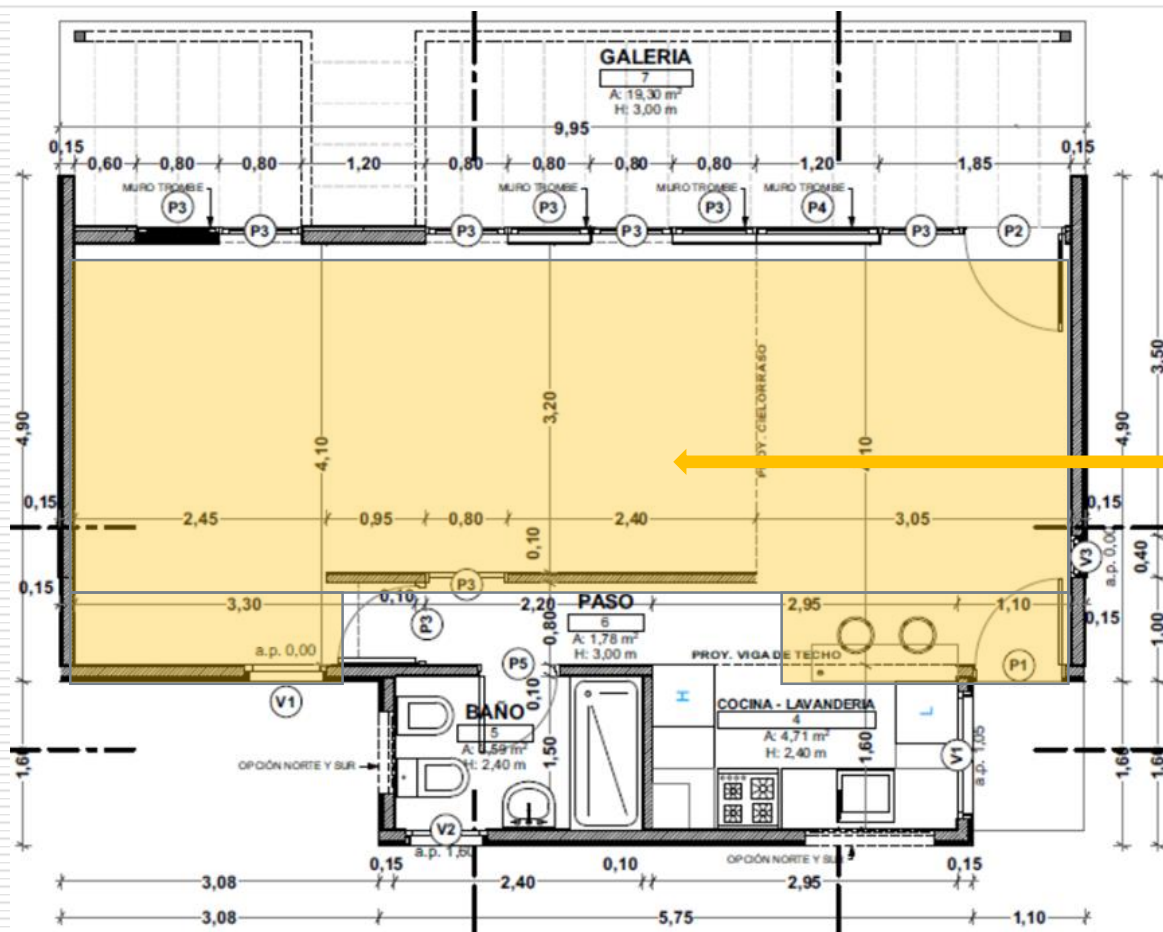 GALERIA
7
A: 19,30 m²
H: 3,00 m
9,95
0,15
0,60
0,80
0,80
1,20
0,80
0,80
0,80
0,80
1,20
1,85
0,15
MURO TROMBE
MURO TROMBE
MURO TROMBE
MURO TROMBE
P3
P3
P3
P4
P3
P3
P3
P3
P2
3,50
4,90
4,10
3,20
PROY. CIELORRASO
4,10
4,90
0,15
2,45
0,95
0,80
2,40
3,05
0,15
0,10
V3
a.p. 0,00
0,40
0,15
P3
3,30
0,10
2,20
2,95
1,10
0,15
P3
PASO
6
A: 1,78 m²
H: 3,00 m
0,80
1,00
a.p. 0,00
PROY. VIGA DE TECHO
P5
P1
V1
0,10
H
COCINA - LAVANDERIA
4
A: 4,71 m²
H: 2,40 m
L
BAÑO
5
H: 2,40 m
1,50
1,60
V1
a.p. 1,05
1,60
1,60
1,60
OPCIÓN NORTE Y SUR
V2
a.p. 1,60
OPCIÓN NORTE Y SUR
0,15
0,10
0,15
3,08
2,40
2,95
3,08
5,75
1,10